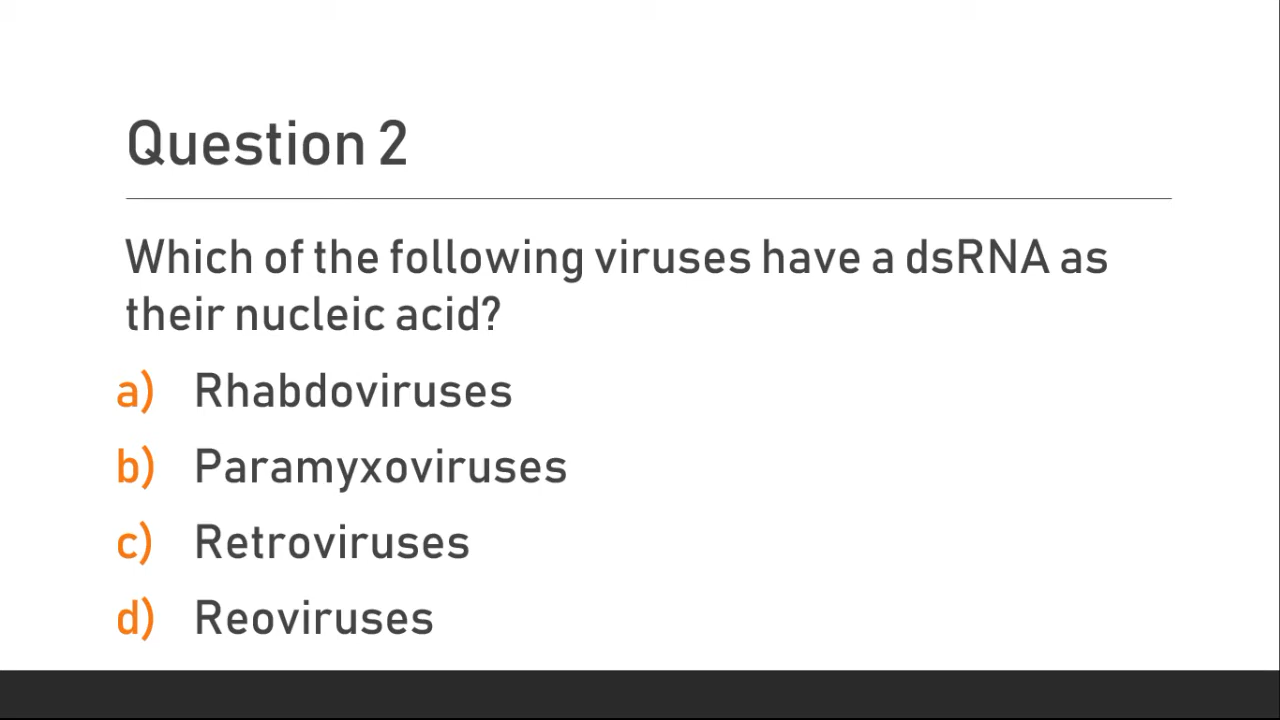 Question 2
Which of the following viruses have a dsRNA as
their nucleic acid?
a) Rhabdoviruses
b) Paramyxoviruses
c) Retroviruses
d) Reoviruses